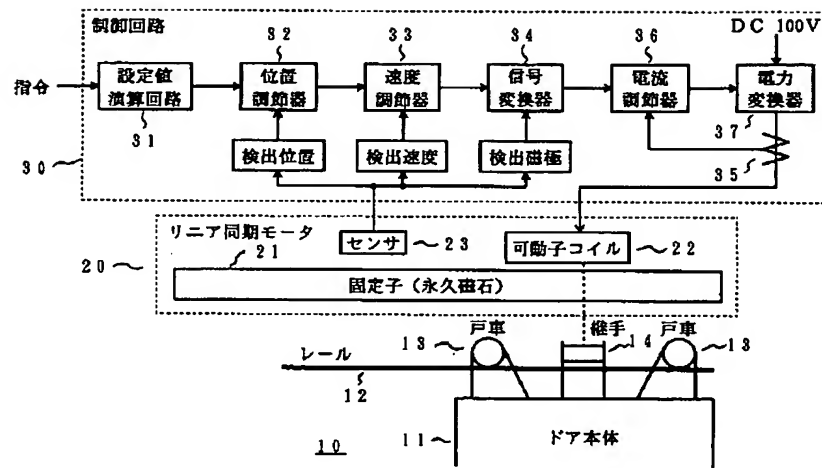 制御回路
32
33
34
36
DC 100V
指令
設定値
演算回路
位置
調節器
速度
調節器
信号
変換器
電流
調節器
電力
変換器
31
37
30
検出位置
検出速度
検出磁極
35
リニア同期モータ
21
センサ
23
可動子コイル
22
20
固定子(永久磁石)
戸車
継手
戸車
13
14
13
レール
12
10
11
ドア本体